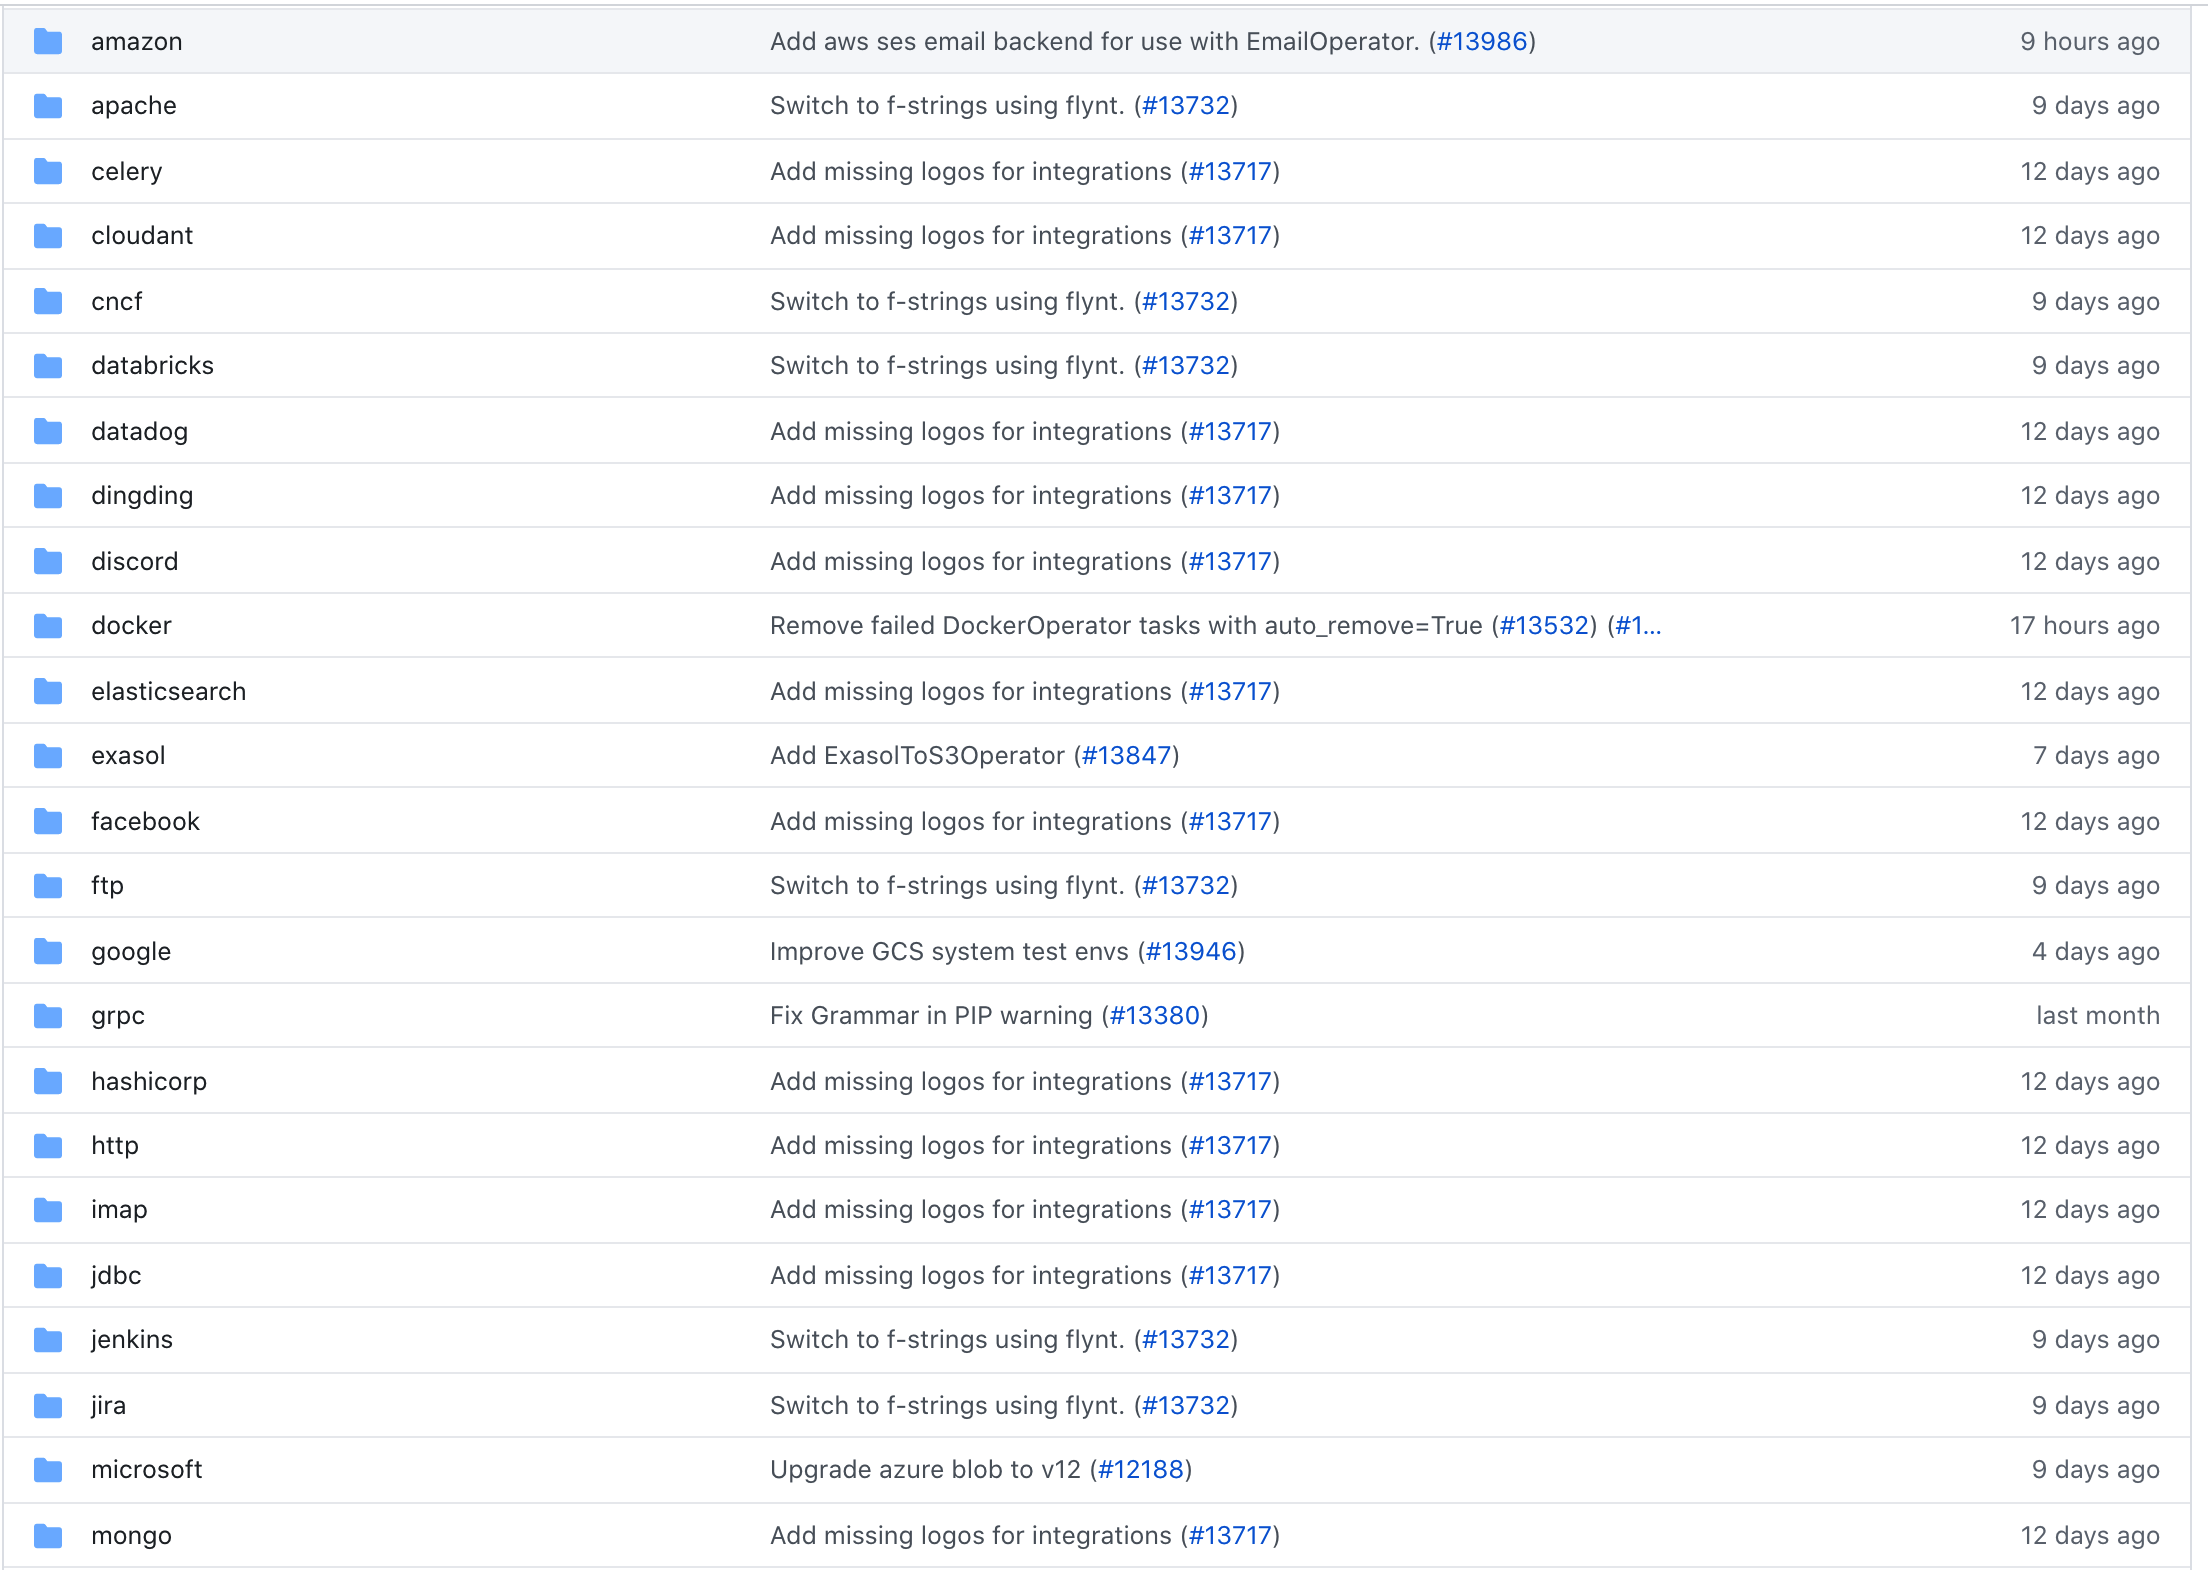 amazon Add aws ses email backend for use with EmailOperator. (#13986) 9 hours ago
apache Switch to f-strings using flynt. (#13732) 9 days ago
celery Add missing logos for integrations (#13717) 12 days ago
cloudant Add missing logos for integrations (#13717) 12 days ago
cncf Switch to f-strings using flynt. (#13732) 9 days ago
databricks Switch to f-strings using flynt. (#13732) 9 days ago
datadog Add missing logos for integrations (#13717) 12 days ago
dingding Add missing logos for integrations (#13717) 12 days ago
discord Add missing logos for integrations (#13717) 12 days ago
docker Remove failed DockerOperator tasks with auto_remove=True (#13532) (#1... 17 hours ago
elasticsearch Add missing logos for integrations (#13717) 12 days ago
exasol Add ExasolToS3Operator (#13847) 7 days ago
facebook Add missing logos for integrations (#13717) 12 days ago
ftp Switch to f-strings using flynt. (#13732) 9 days ago
google Improve GCS system test envs (#13946) 4 days ago
grpc Fix Grammar in PIP warning (#13380) last month
hashicorp Add missing logos for integrations (#13717) 12 days ago
http Add missing logos for integrations (#13717) 12 days ago
imap Add missing logos for integrations (#13717) 12 days ago
jdbc Add missing logos for integrations (#13717) 12 days ago
jenkins Switch to f-strings using flynt. (#13732) 9 days ago
jira Switch to f-strings using flynt. (#13732) 9 days ago
microsoft Upgrade azure blob to v12 (#12188) 9 days ago
mongo Add missing logos for integrations (#13717) 12 days ago